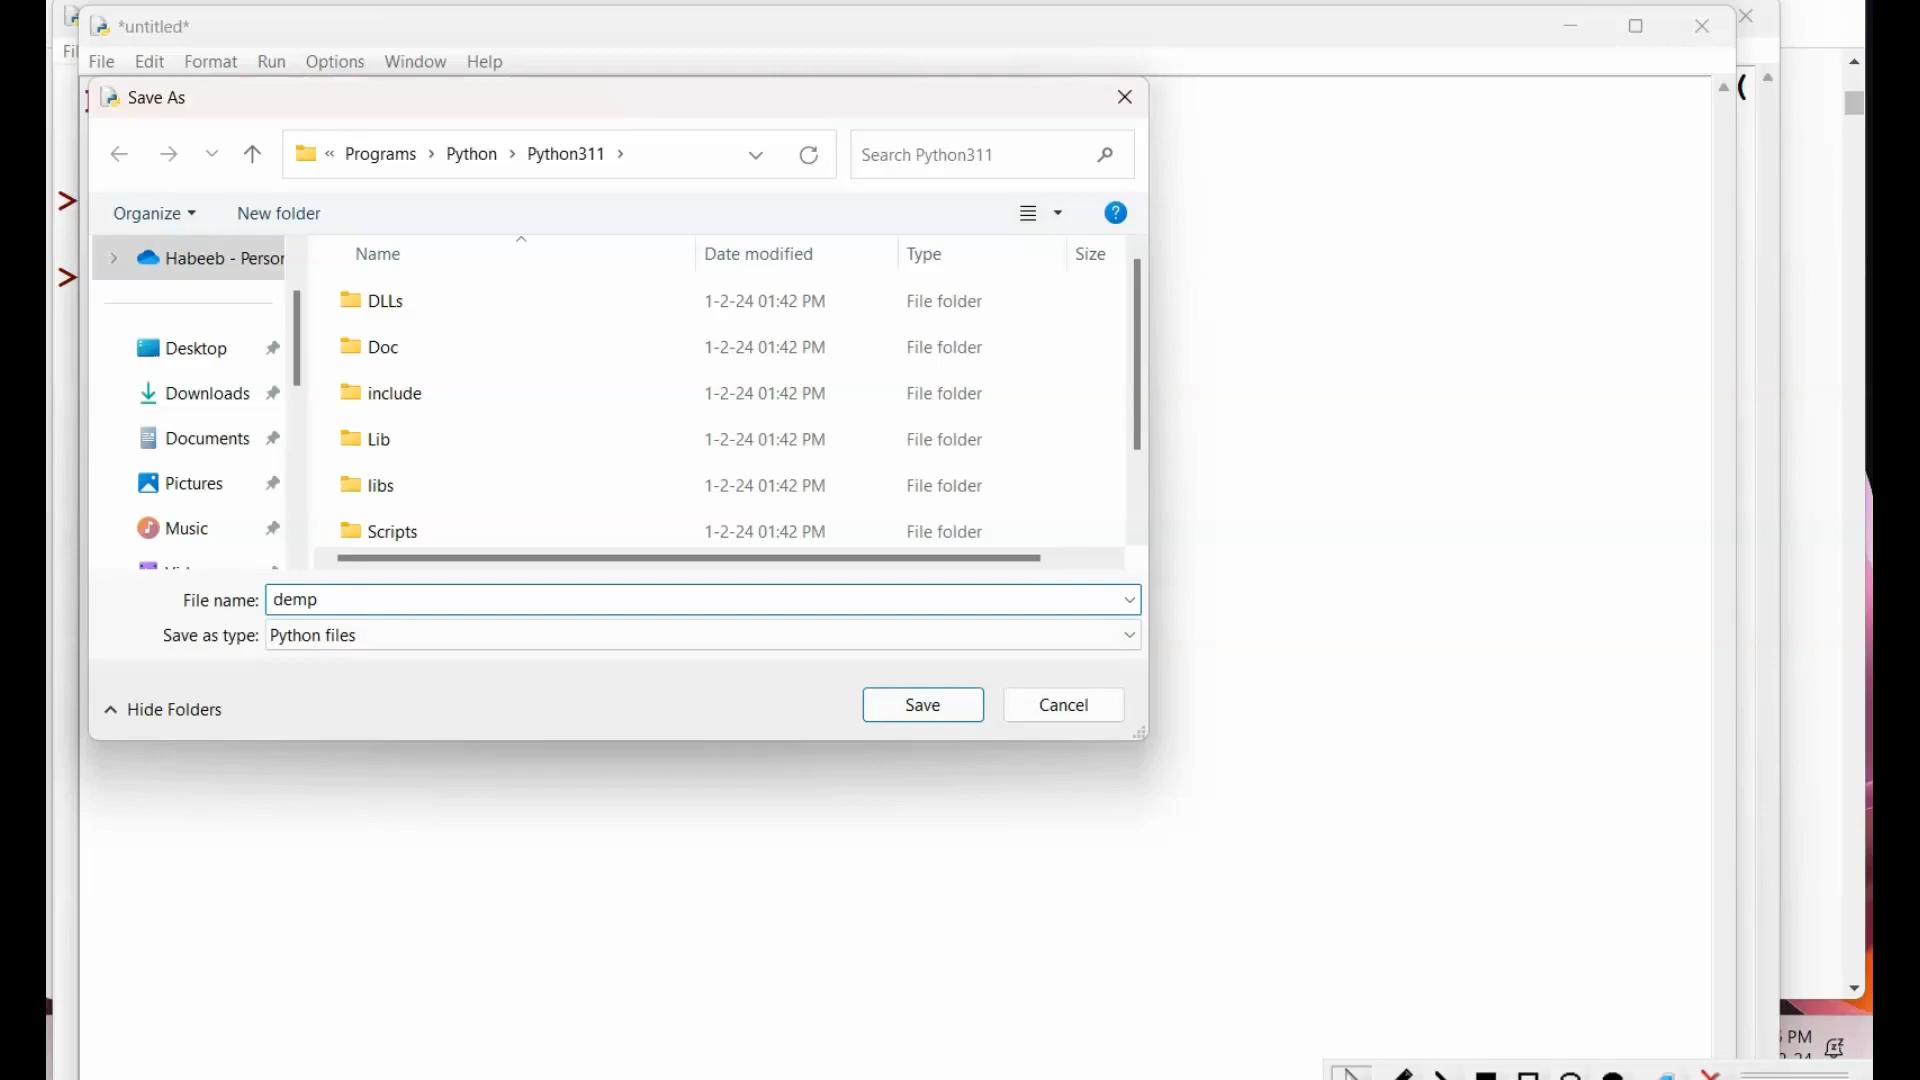 *untitled*
File Edit Format Run Options Window Help
Save As
« Programs › Python › Python311 ›
Search Python311
Organize
New folder
Habeeb - Person
Name Date modified Type Size
DLLs 1-2-24 01:42 PM File folder
Doc 1-2-24 01:42 PM File folder
include 1-2-24 01:42 PM File folder
Lib 1-2-24 01:42 PM File folder
libs 1-2-24 01:42 PM File folder
Scripts 1-2-24 01:42 PM File folder
Desktop
Downloads
Documents
Pictures
Music
File name: demp
Save as type: Python files
Hide Folders
Save
Cancel
(
>
>
PM